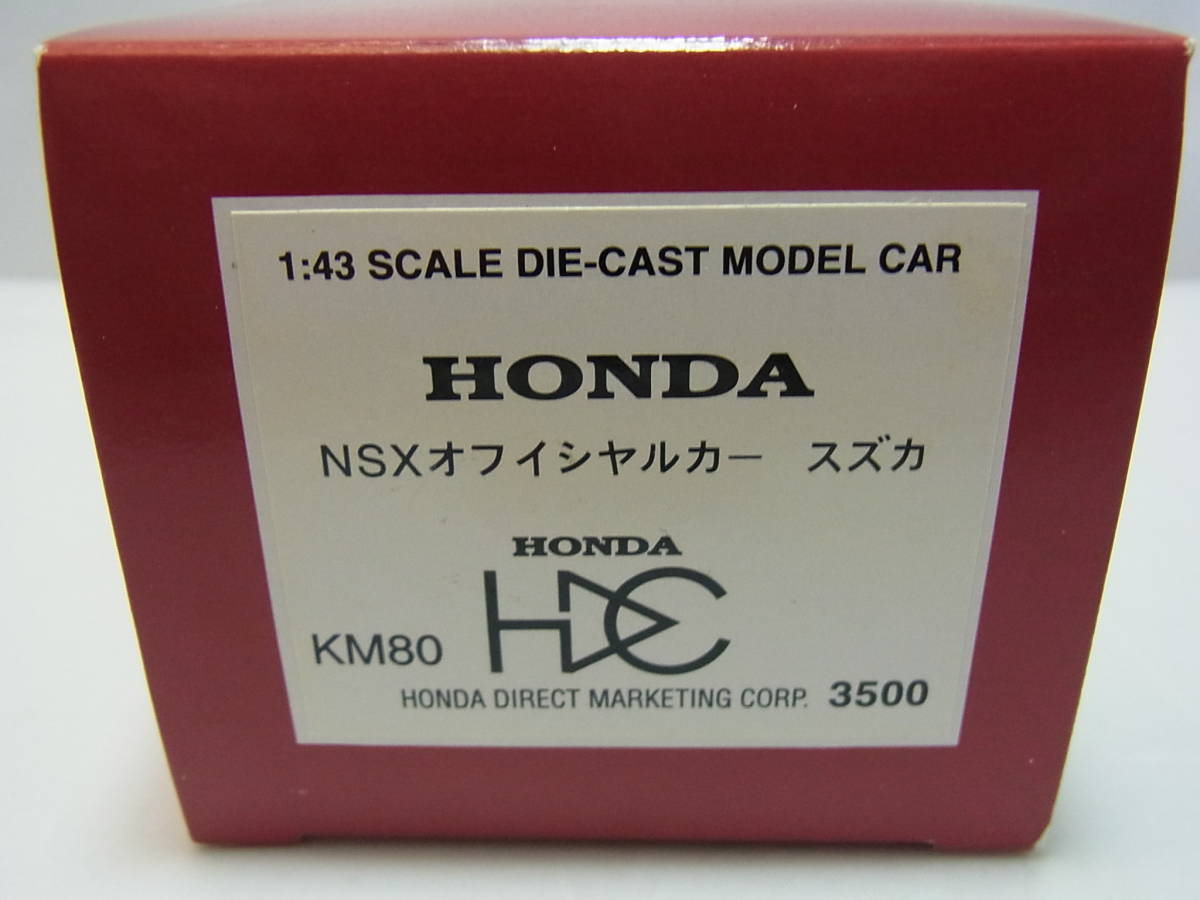 1:43 SCALE DIE-CAST MODEL CAR
HONDA
NSXオフイシヤルカー　スズカ
HONDA
HDC
KM80
HONDA DIRECT MARKETING CORP. 3500